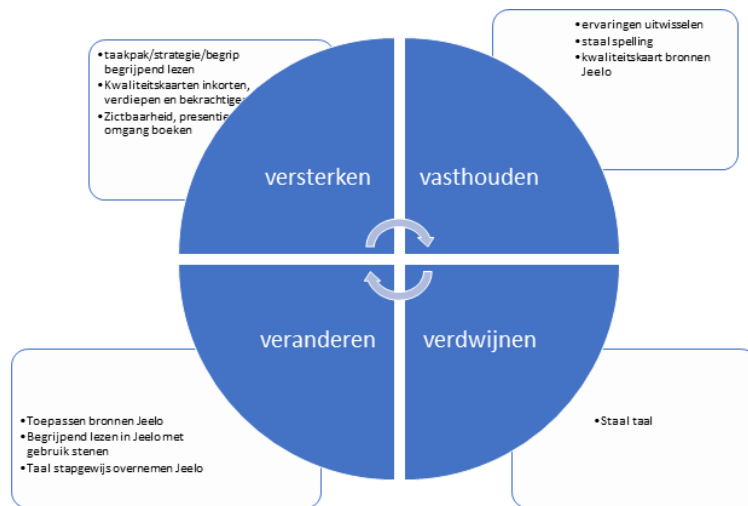 •taakpak/strategie/begrip
begrijpend lezen
•Kwaliteitskaarten inkorten,
verdiepen en
•Zictbaarheid,
omgang boeken
•ervaringen uitwisselen
•staal spelling
•kwaliteitskaart bronnen
Jeelo
versterken
vasthouden
veranderen
verdwijnen
•Toepassen bronnen Jeelo
•Begrijpend lezen in Jeelo met
gebruik stenen
•Taal stapgewijs overnemen Jeelo
•Staal taal